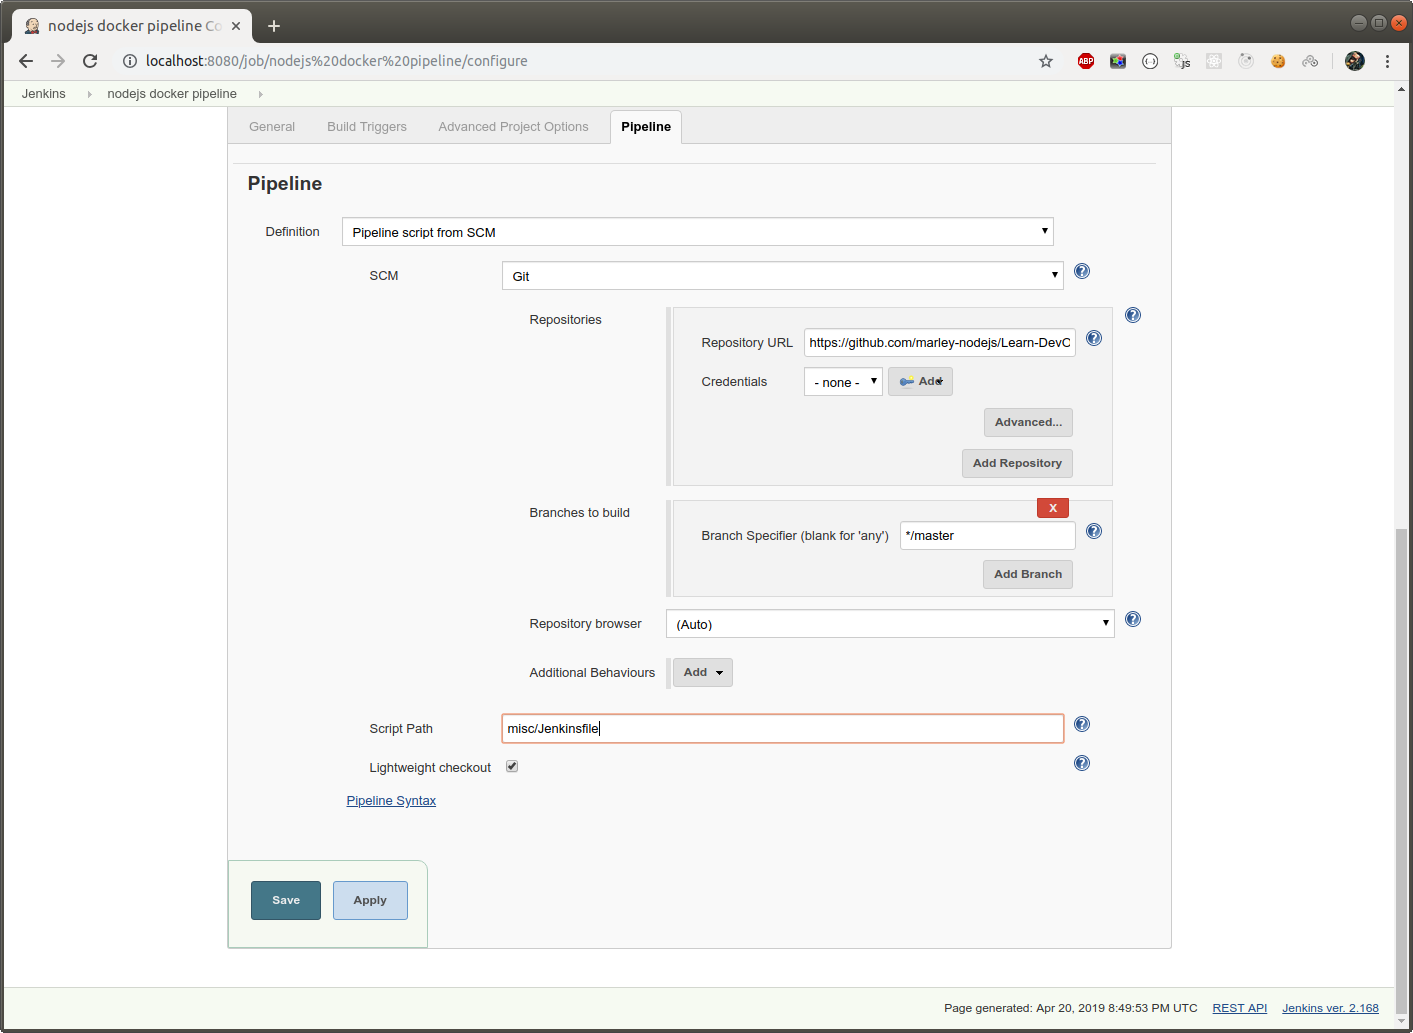 nodejs docker pipeline Co
localhost:8080/job/nodejs%20docker%20pipeline/configure
ABP
JS
Jenkins
nodejs docker pipeline
General
Build Triggers
Advanced Project Options
Pipeline
Pipeline
Definition
Pipeline script from SCM
SCM
Git
Repositories
Repository URL
https://github.com/marley-nodejs/Learn-DevO
Credentials
- none -
Add
Advanced...
Add Repository
Branches to build
X
Branch Specifier (blank for 'any')
*/master
Add Branch
Repository browser
(Auto)
Additional Behaviours
Add
Script Path
misc/Jenkinsfile
Lightweight checkout
Pipeline Syntax
Save
Apply
Page generated: Apr 20, 2019 8:49:53 PM UTC
REST API
Jenkins ver. 2.168